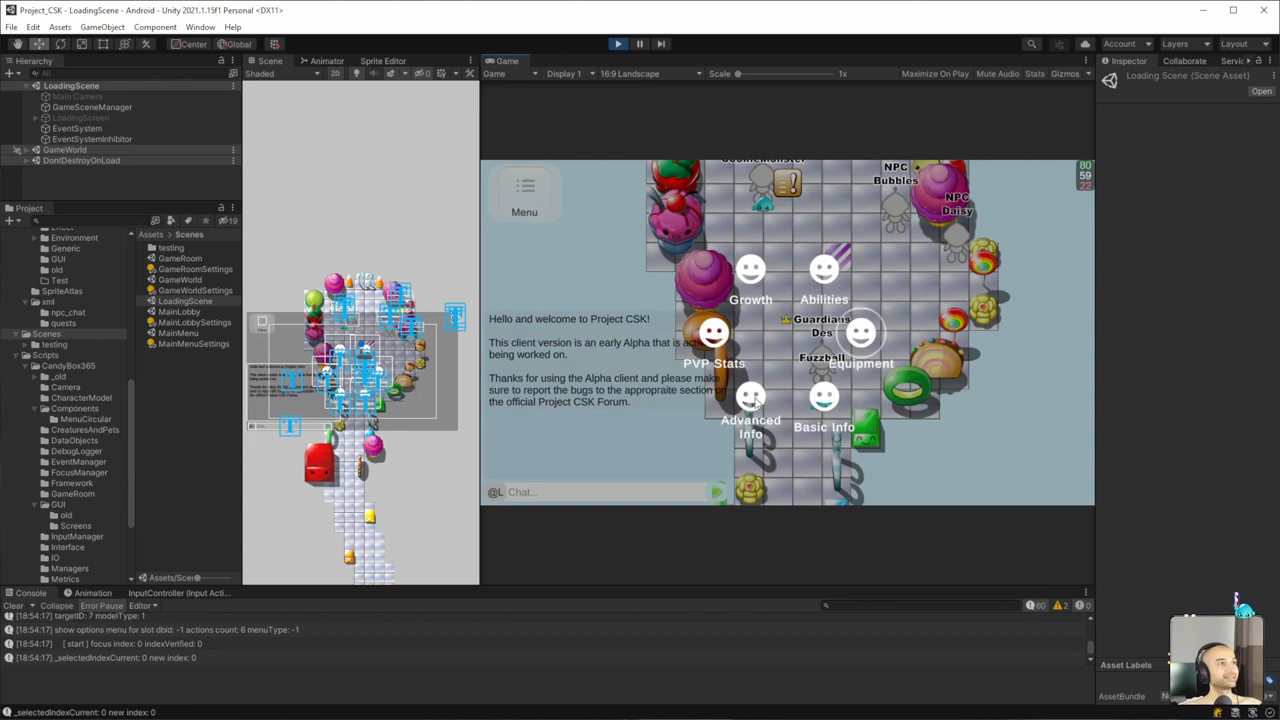 Project_CSK - LoadingScene - Android - Unity 2021.1.15f1 Personal <DX11>
File Edit Assets GameObject Component Window Help
Center Global Account Layers Layout
Hierarchy
All
LoadingScene
Main Camera
GameSceneManager
LoadingScreen
EventSystem
EventSystemInhibitor
GameWorld
DontDestroyOnLoad
Scene Animator Sprite Editor
Shaded 2D 0
Game
Game Display 1 16:9 Landscape Scale 1x Maximize On Play Mute Audio Stats Gizmos
Inspector Collaborate Servic
Loading Scene (Scene Asset)
Open
Project
19
Environment
Generic
GUI
old
Test
SpriteAtlas
xml
npc_chat
quests
Scenes
testing
Scripts
CandyBox365
_old
Camera
CharacterModel
Components
MenuCircular
CreaturesAndPets
DataObjects
DebugLogger
EventManager
FocusManager
Framework
GameRoom
GUI
old
Screens
InputManager
Interface
IO
Managers
Metrics
Assets Scenes
testing
GameRoom
GameRoomSettings
GameWorld
GameWorldSettings
LoadingScene
MainLobby
MainLobbySettings
MainMenu
MainMenuSettings
Assets/Scen
Menu
80
59
22
NPC
Bubbles
NPC
Daisy
Growth
Abilities
Guardians
Des
PVP Stats
Equipment
Fuzzball
Advanced
Info
Basic Info
Hello and welcome to Project CSK!
This client version is an early Alpha that is
being worked on.
Thanks for using the Alpha client and please make
sure to report the bugs to the appropraite section of
the official Project CSK Forum.
@L Chat...
Console Animation InputController (Input Acti...
Clear Collapse Error Pause Editor 60 2 0
[18:54:17] targetID: 7 modelType: 1
[18:54:17] show options menu for slot dbid: -1 actions count: 6 menuType: -1
[18:54:17] [ start ] focus index: 0 indexVerified: 0
[18:54:17] _selectedIndexCurrent: 0 new index: 0
_selectedIndexCurrent: 0 new index: 0
Asset Labels
AssetBundle